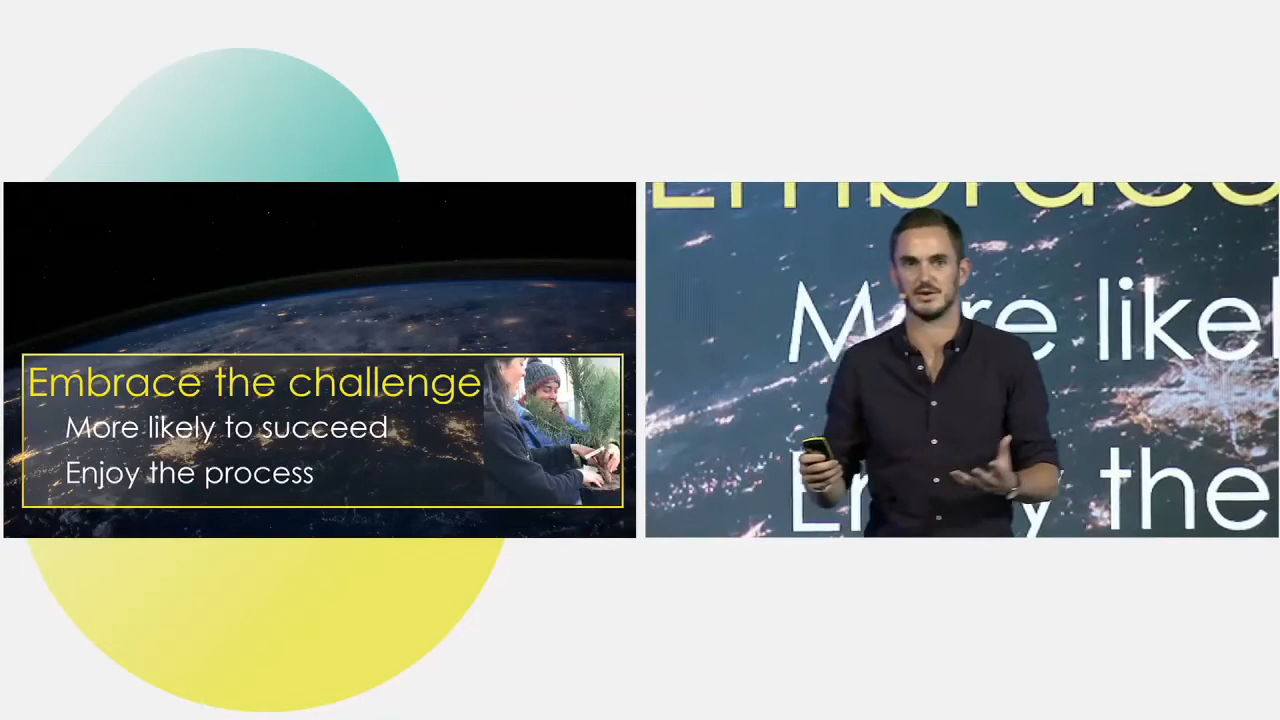 Embrace the challenge
More likely to succeed
Enjoy the process
Embrace
More likel
Enjoy the